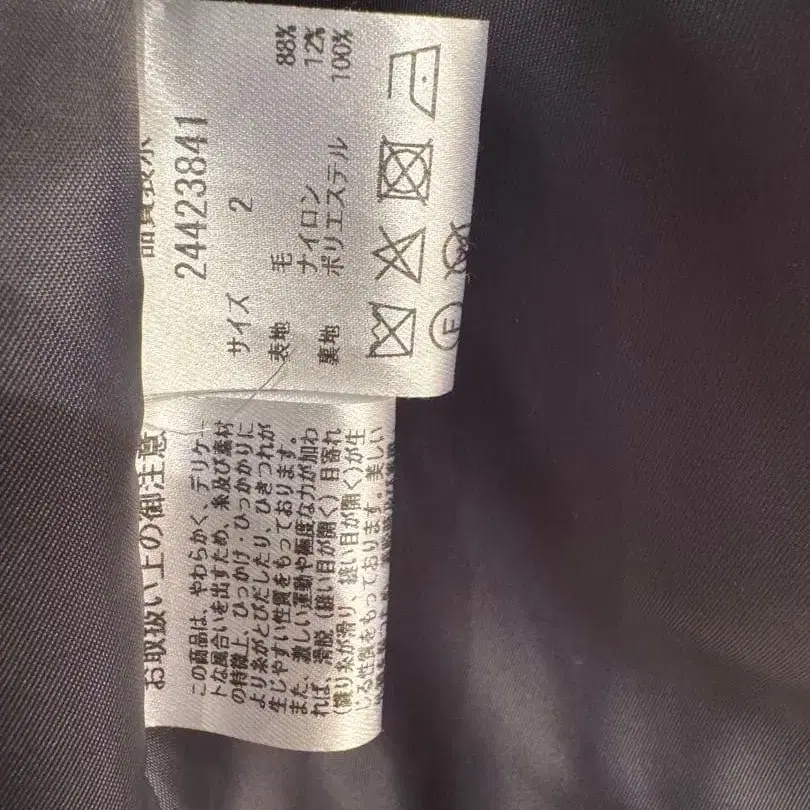 品質表示
24423841
サイズ 2
表地 毛 88%
ナイロン 12%
裏地 ポリエステル 100%
F
お取扱い上の御注意
この商品は、やわらかく、デリケー
トな風合いを出すため、糸及び素材
の特徴上、ひっかけ・ひっかかりに
より糸がとびだしたり、ひきつれが
生じやすい性質をもっております。
また、激しい運動や極度な力が加わ
れば、滑脱(縫い目が開く)目寄れ
(織り糸が滑り、縫い目が開く)が生
じる性質をもっております。美しい